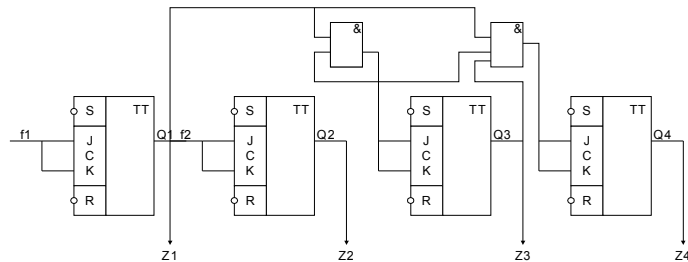 &
&
S TT S TT S TT S TT
f1 J Q1 f2 J Q2 J Q3 J Q4
C C C C
K K K K
R R R R
Z1 Z2 Z3 Z4